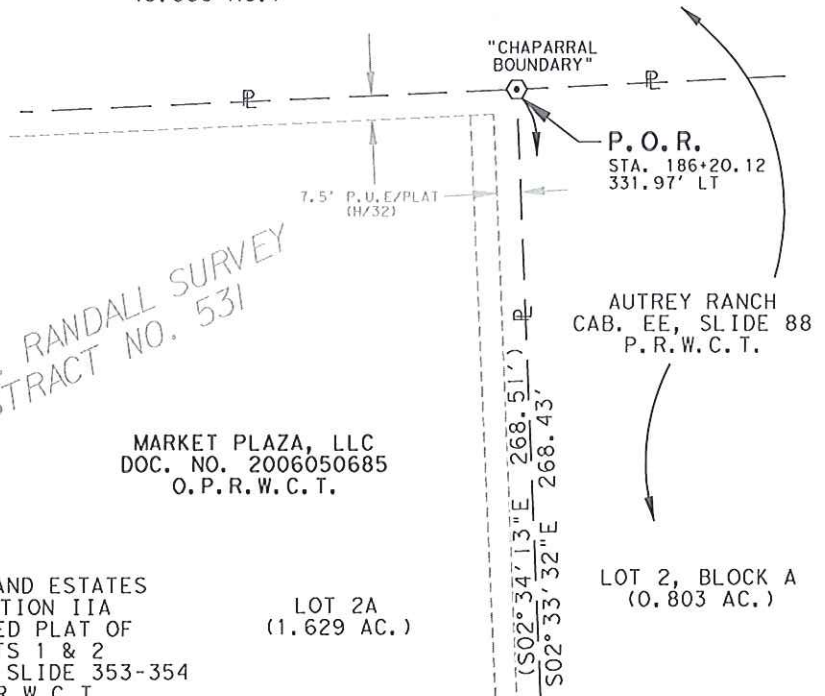 "CHAPARRAL
BOUNDARY"
P.O.R.
STA. 186+20.12
331.97' LT
7.5' P.U.E/PLAT
(H/32)
RANDALL SURVEY
NO. 531
AUTREY RANCH
CAB. EE, SLIDE 88
P.R.W.C.T.
MARKET PLAZA, LLC
DOC. NO. 2006050685
O.P.R.W.C.T.
(S02°34'13"E 268.51')
S02°33'32"E 268.43'
LOT 2, BLOCK A
(0.803 AC.)
LOT 2A
(1.629 AC.)
AND ESTATES
TION IIA
ED PLAT OF
TS 1 & 2
SLIDE 353-354
R.W.C.T.